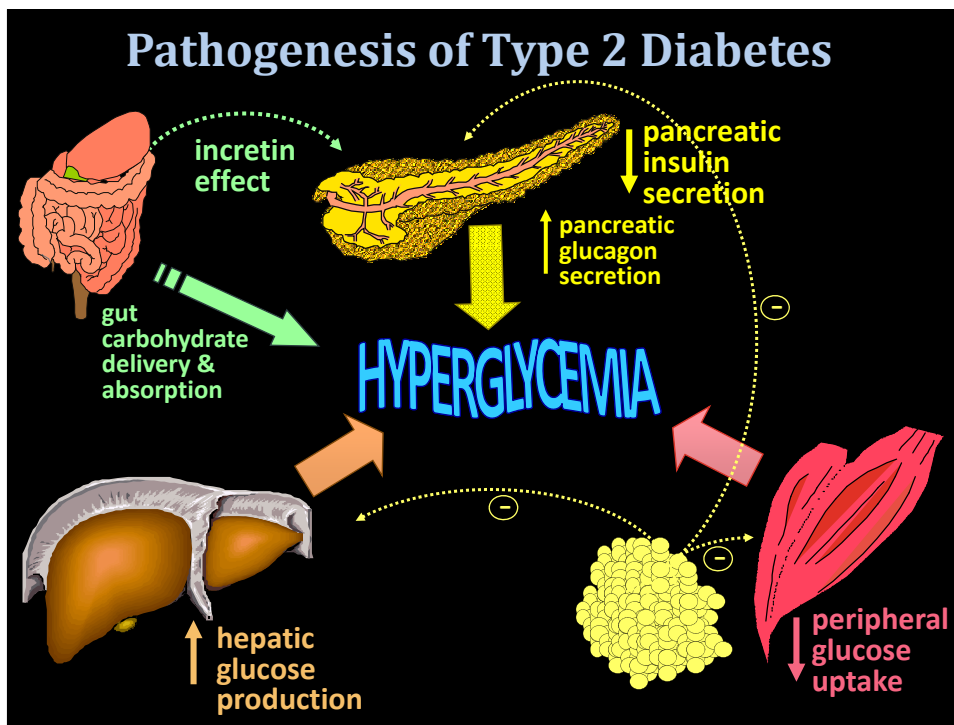 Pathogenesis of Type 2 Diabetes
incretin
effect
pancreatic
insulin
secretion
pancreatic
glucagon
secretion
gut
carbohydrate
delivery &
absorption
HYPERGLYCEMIA
−
−
−
hepatic
glucose
production
peripheral
glucose
uptake